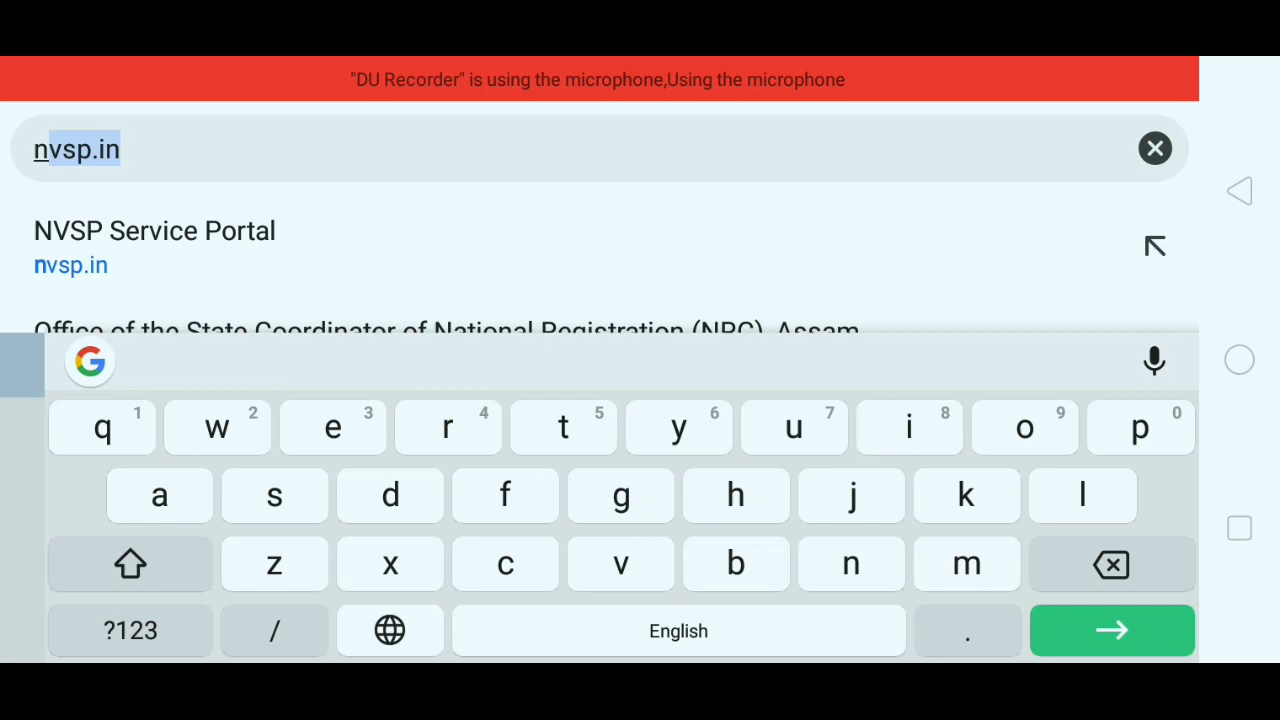 "DU Recorder" is using the microphone,Using the microphone
nvsp.in
NVSP Service Portal
nvsp.in
Office of the State Coordinator of National Registration (NRC), Assam
q 1 w 2 e 3 r 4 t 5 y 6 u 7 i 8 o 9 p 0
a s d f g h j k l
z x c v b n m
?123 / English .